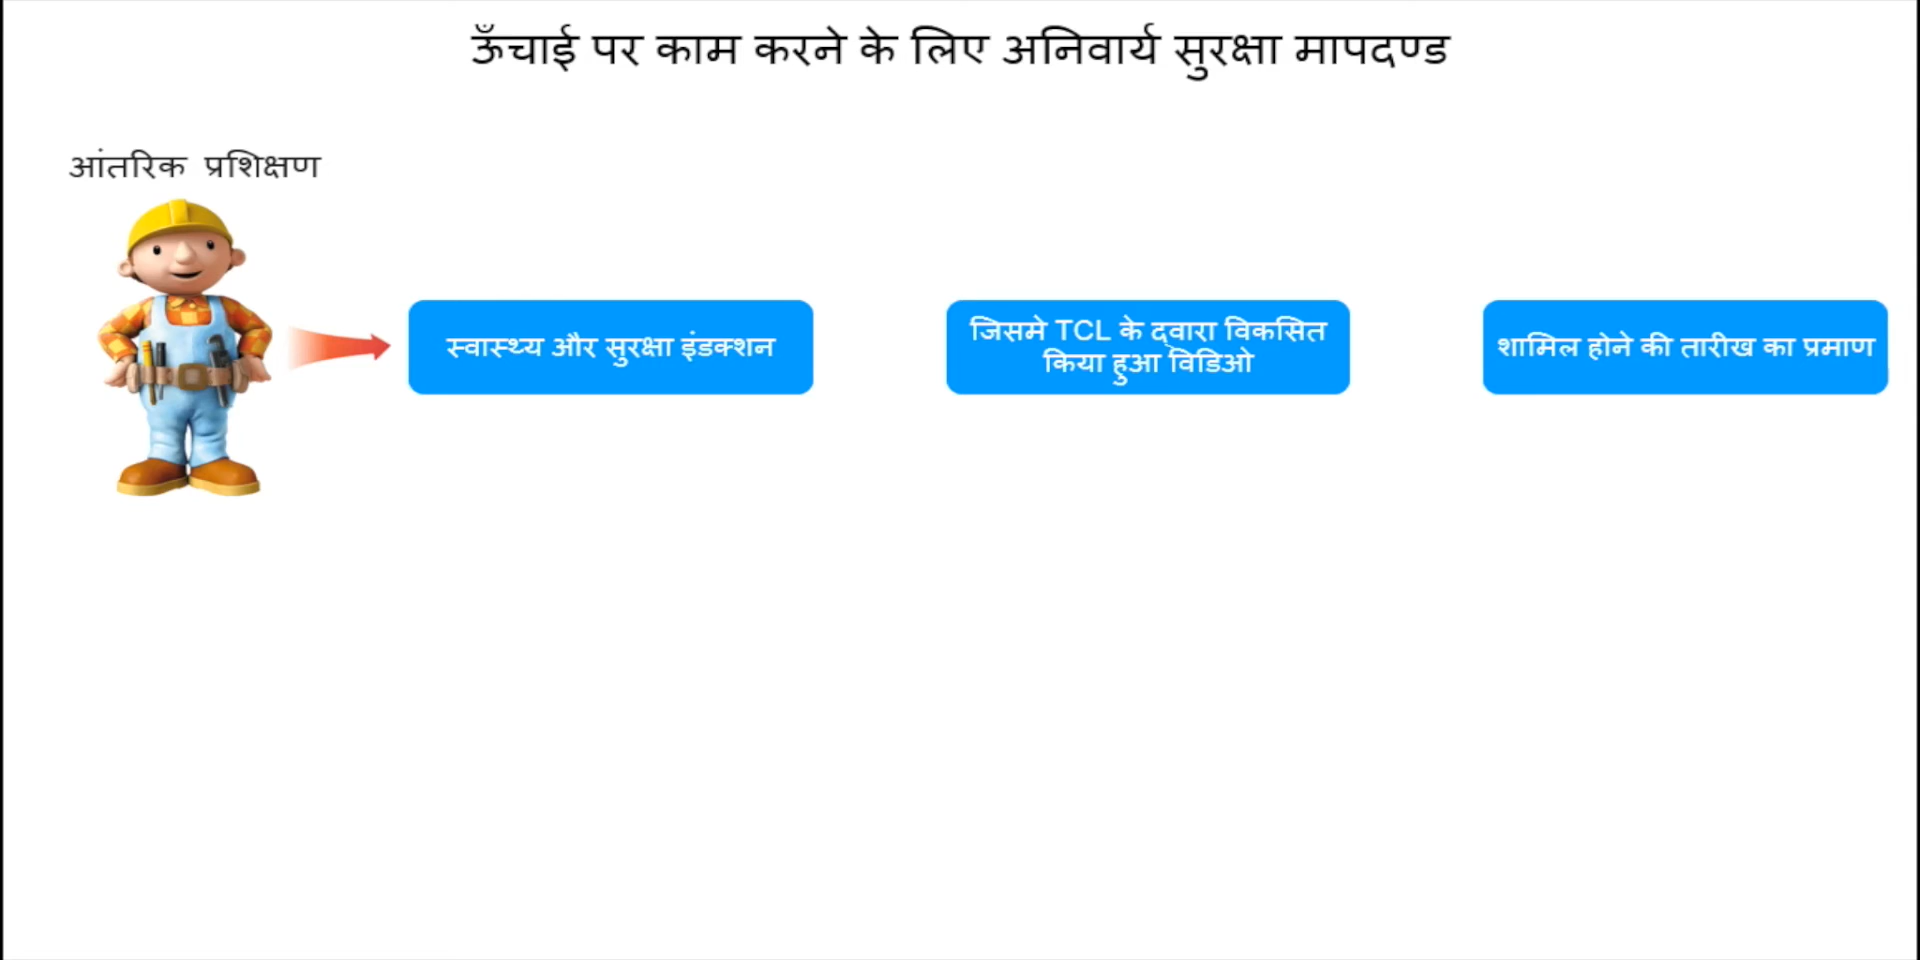 ऊँचाई पर काम करने के लिए अनिवार्य सुरक्षा मापदण्ड
आंतरिक प्रशिक्षण
स्वास्थ्य और सुरक्षा इंडक्शन
जिसमे TCL के द्वारा विकसित
किया हुआ विडिओ
शामिल होने की तारीख का प्रमाण